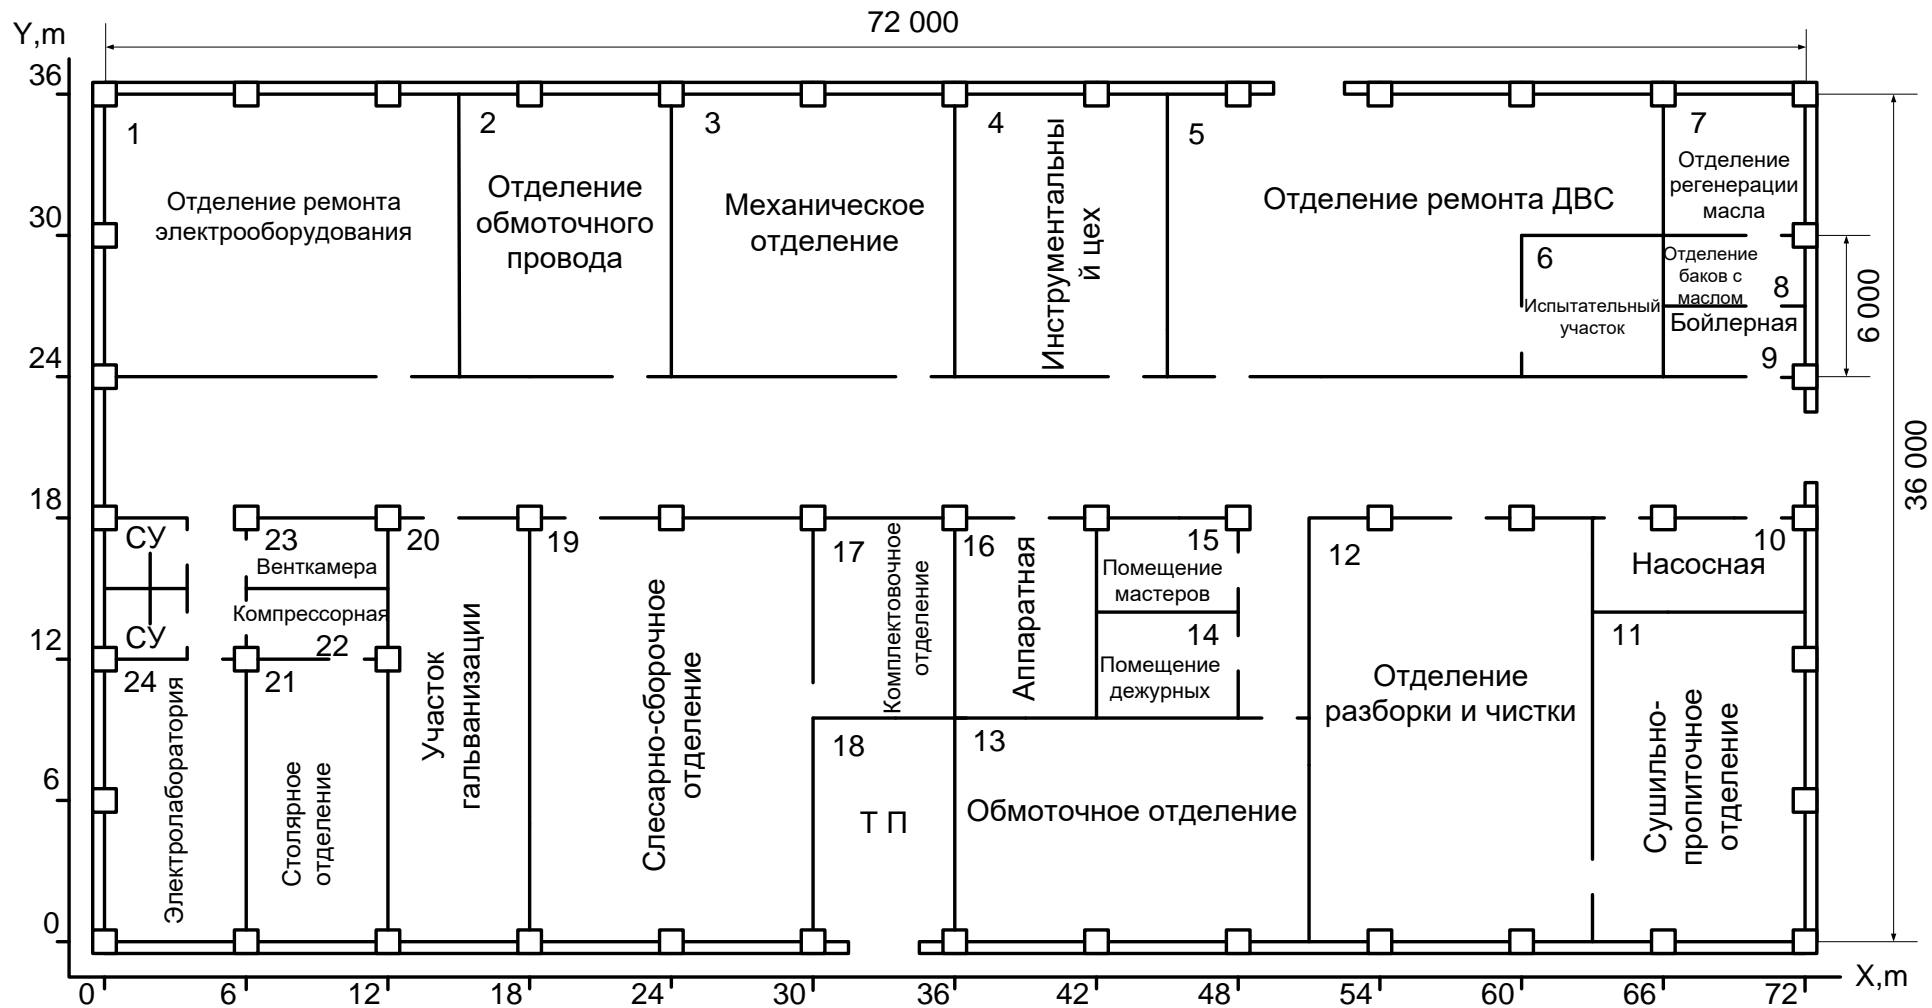 72 000
Y,m
36
30
24
18
12
6
0
1
Отделение ремонта
электрооборудования
2
Отделение
обмоточного
провода
3
Механическое
отделение
4
Инструментальны
й цех
5
Отделение ремонта ДВС
6
Испытательный
участок
7
Отделение
регенерации
масла
Отделение
баков с
маслом
8
Бойлерная
9
6 000
36 000
СУ
СУ
23
Венткамера
Компрессорная
22
20
Участок
гальванизации
19
Слесарно-сборочное
отделение
17
Комплектовочное
отделение
16
Аппаратная
15
Помещение
мастеров
14
Помещение
дежурных
12
Отделение
разборки и чистки
10
Насосная
11
Сушильно-
пропиточное
отделение
24
Электролаборатория
21
Столярное
отделение
18
Т П
13
Обмоточное отделение
0
6
12
18
24
30
36
42
48
54
60
66
72
X,m